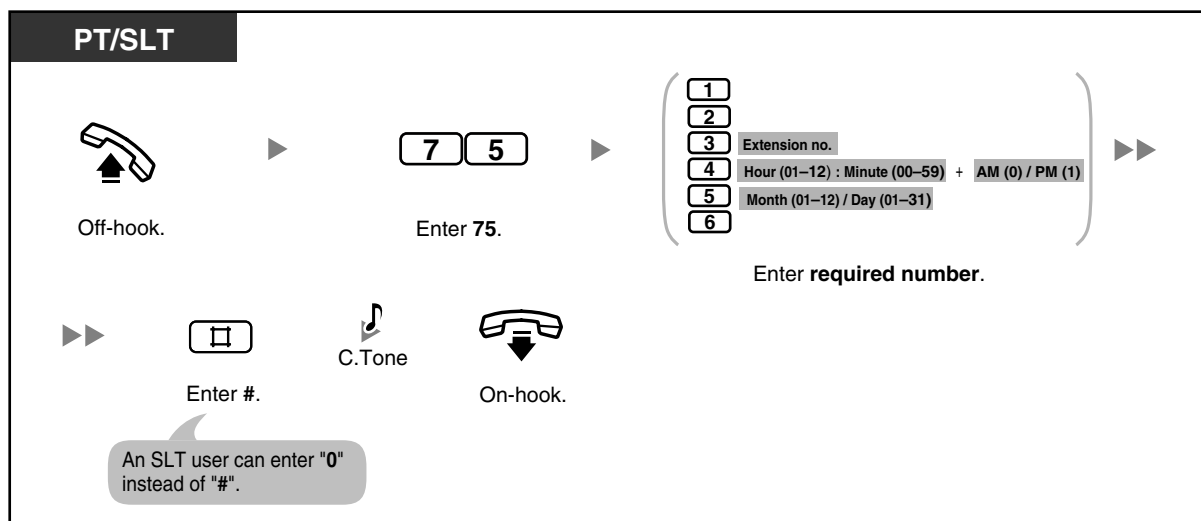 PT/SLT
7 5
1
2
3 Extension no.
4 Hour (01–12) : Minute (00–59) + AM (0) / PM (1)
5 Month (01–12) / Day (01–31)
6
Off-hook.
Enter 75.
Enter required number.
#
C.Tone
Enter #.
On-hook.
An SLT user can enter "0"
instead of "#".